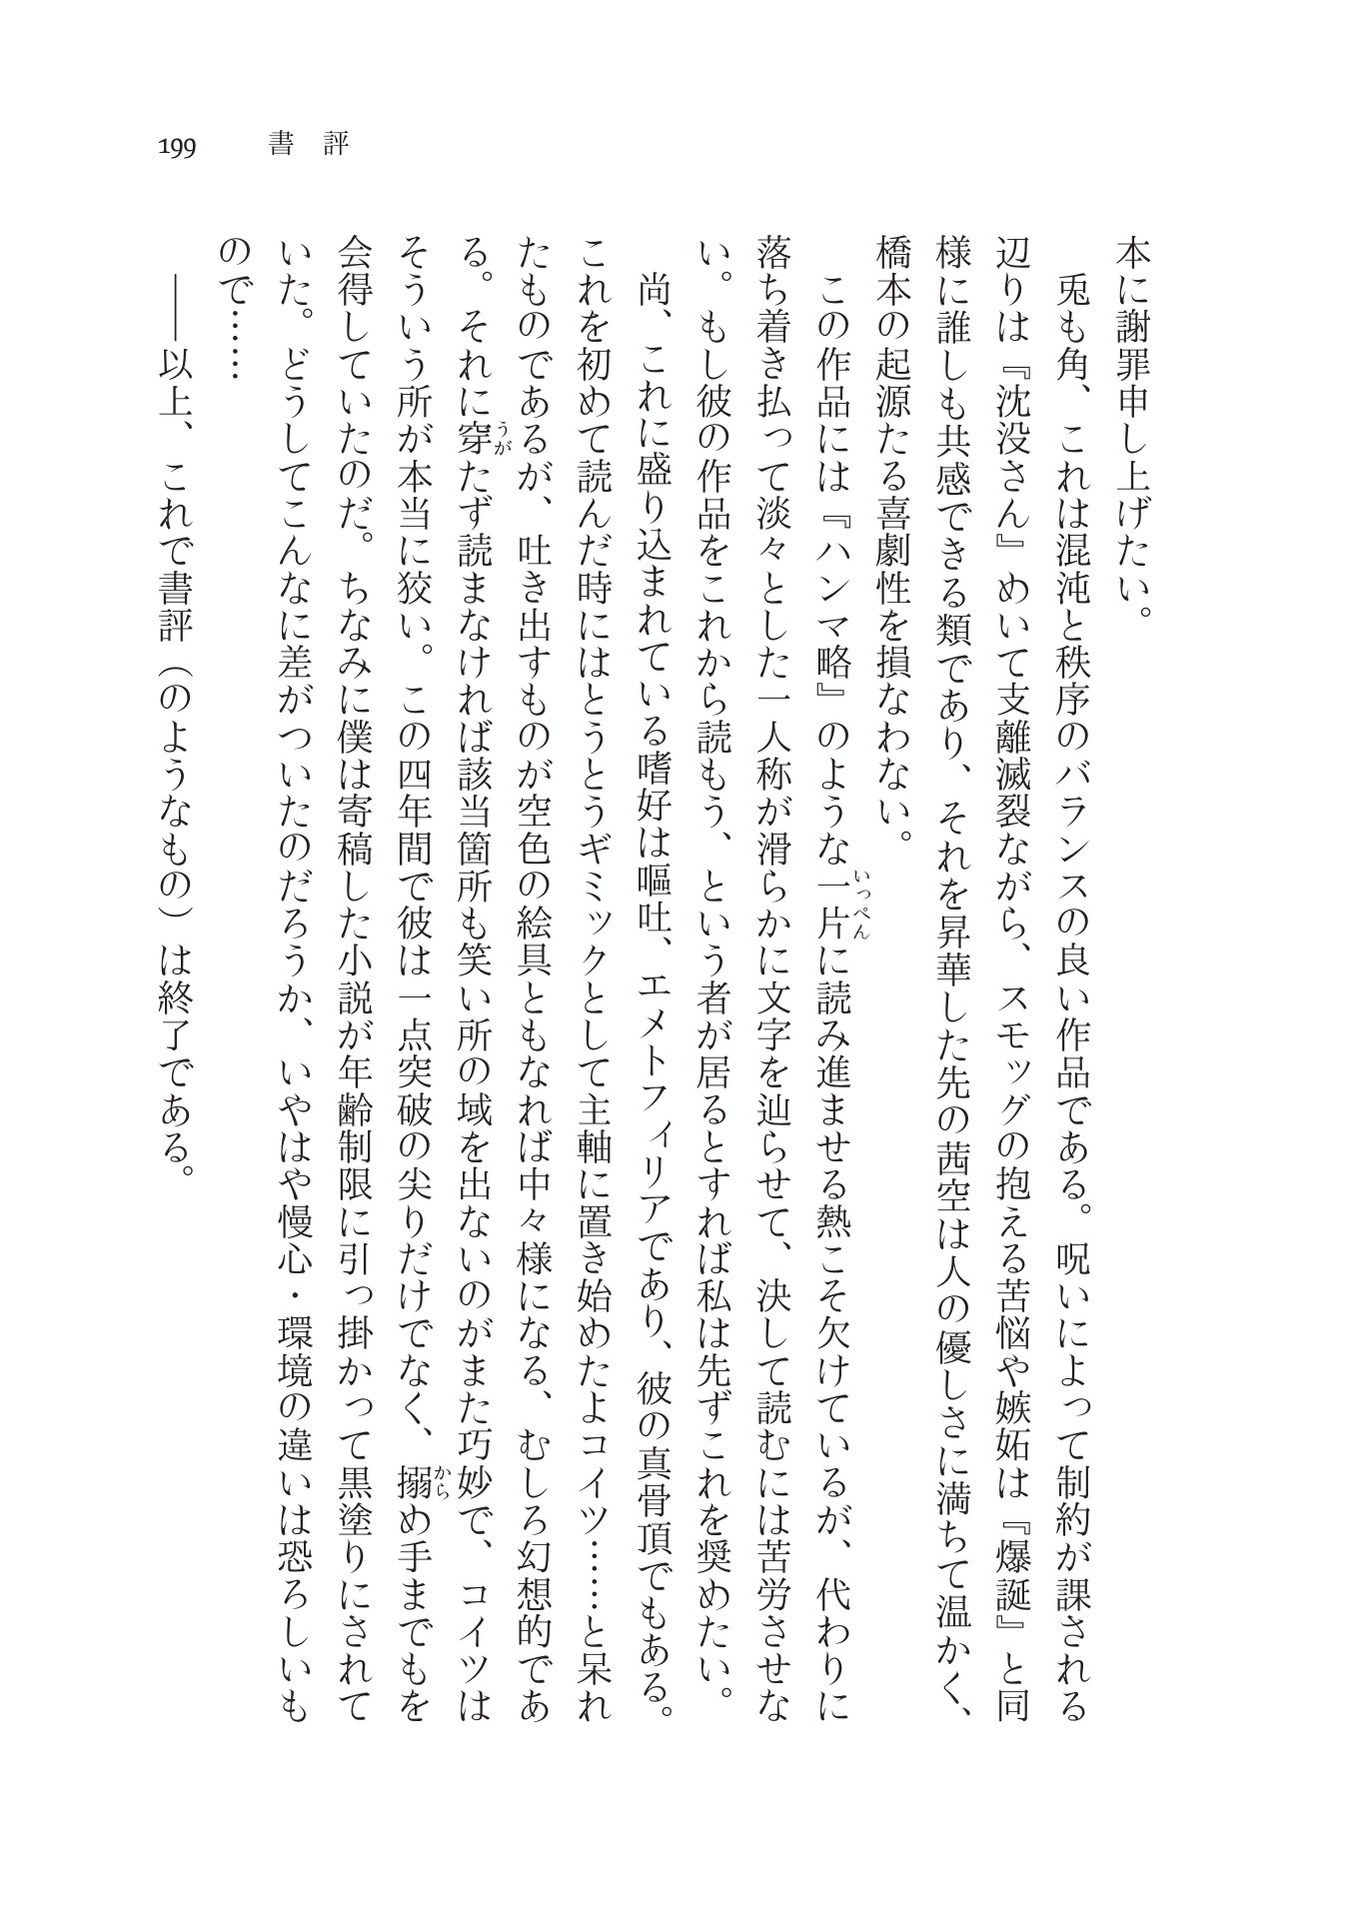 199
書評
本に謝罪申し上げたい。
兎も角、これは混沌と秩序のバランスの良い作品である。呪いによって制約が課される
辺りは『沈没さん』めいて支離滅裂ながら、スモッグの抱える苦悩や嫉妬は『爆誕』と同
様に誰しも共感できる類であり、それを昇華した先の茜空は人の優しさに満ちて温かく、
橋本の起源たる喜劇性を損なわない。
この作品には『ハンマ略』のような一片に読み進ませる熱こそ欠けているが、代わりに
いっぺん
落ち着き払って淡々とした一人称が滑らかに文字を辿らせて、決して読むには苦労させな
い。もし彼の作品をこれから読もう、という者が居るとすれば私は先ずこれを奨めたい。
尚、これに盛り込まれている嗜好は嘔吐、エメトフィリアであり、彼の真骨頂でもある。
これを初めて読んだ時にはとうとうギミックとして主軸に置き始めたよコイツ……と呆れ
たものであるが、吐き出すものが空色の絵具ともなれば中々様になる、むしろ幻想的であ
る。それに穿たず読まなければ該当箇所も笑い所の域を出ないのがまた巧妙で、コイツは
うが
そういう所が本当に狡い。この四年間で彼は一点突破の尖りだけでなく、搦め手までもを
から
会得していたのだ。ちなみに僕は寄稿した小説が年齢制限に引っ掛かって黒塗りにされて
いた。どうしてこんなに差がついたのだろうか、いやはや慢心・環境の違いは恐ろしいも
ので……
――以上、これで書評（のようなもの）は終了である。